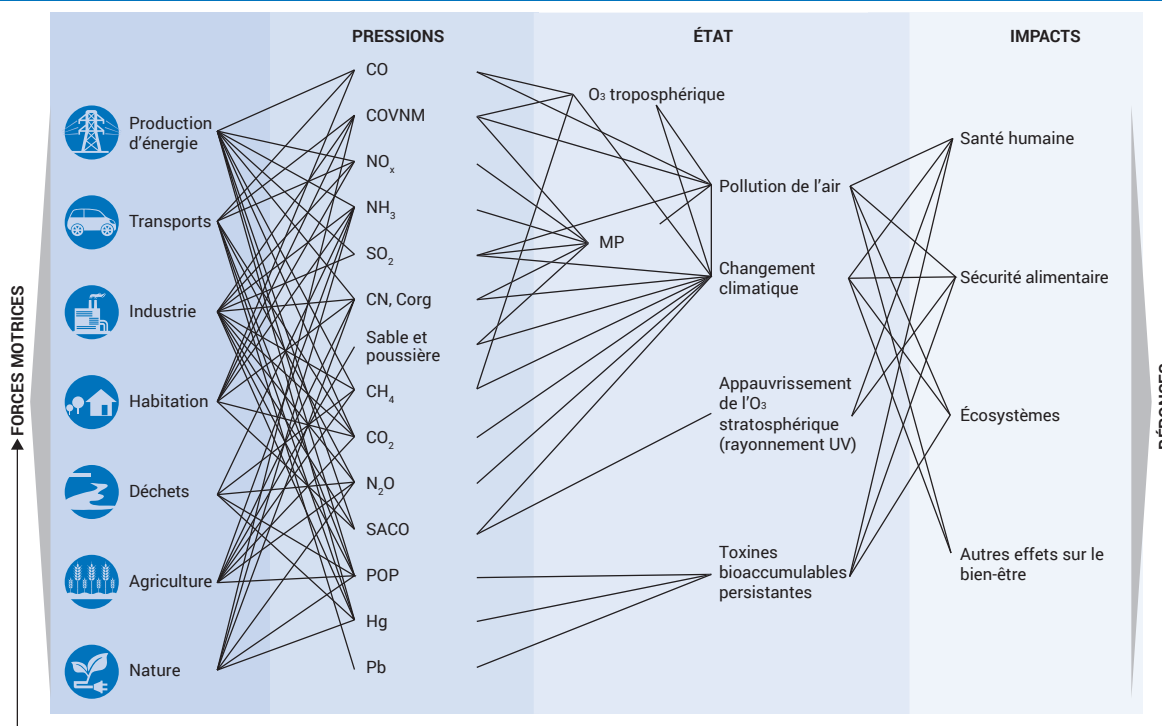 PRESSIONS
ÉTAT
IMPACTS
FORCES MOTRICES
Production
d'énergie
Transports
Industrie
Habitation
Déchets
Agriculture
Nature
CO
COVNM
NOx
NH3
SO2
CN, Corg
Sable et
poussière
CH4
CO2
N2O
SACO
POP
Hg
Pb
O3 troposphérique
Pollution de l'air
MP
Changement
climatique
Appauvrissement
de l'O3
stratosphérique
(rayonnement UV)
Toxines
bioaccumulables
persistantes
Santé humaine
Sécurité alimentaire
Écosystèmes
Autres effets sur le
bien-être